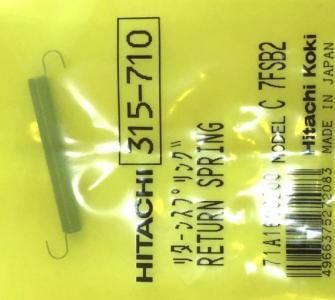 HITACHI 315-710
リターンスプリング
RETURN SPRING
MODEL C 7FSB2
Hitachi Koki
MADE IN JAPAN